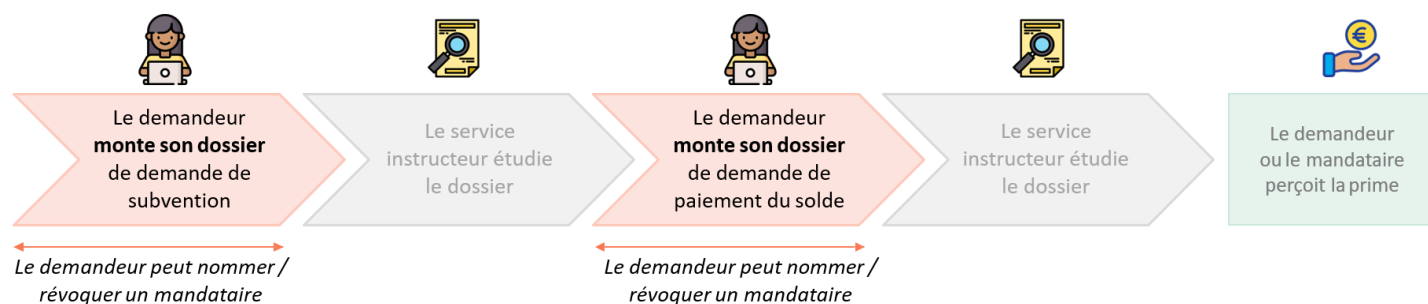 Le demandeur
monte son dossier
de demande de
subvention
Le service
instructeur étudie
le dossier
Le demandeur
monte son dossier
de demande de
paiement du solde
Le service
instructeur étudie
le dossier
Le demandeur
ou le mandataire
perçoit la prime
Le demandeur peut nommer /
révoquer un mandataire
Le demandeur peut nommer /
révoquer un mandataire